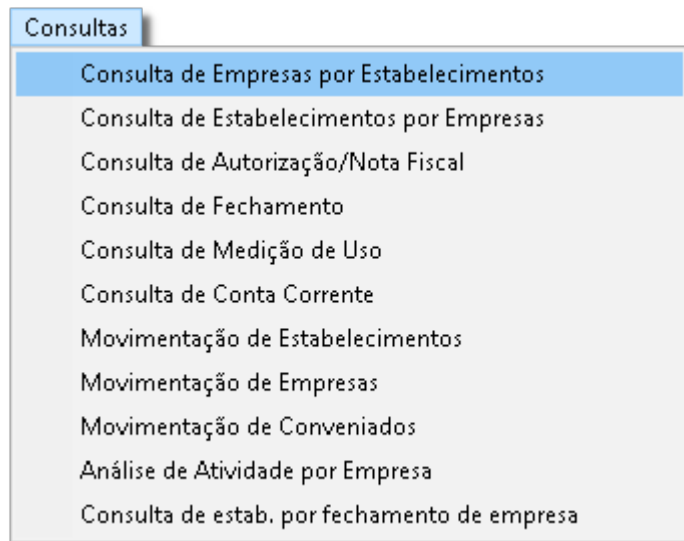 Consultas
Consulta de Empresas por Estabelecimentos
Consulta de Estabelecimentos por Empresas
Consulta de Autorização/Nota Fiscal
Consulta de Fechamento
Consulta de Medição de Uso
Consulta de Conta Corrente
Movimentação de Estabelecimentos
Movimentação de Empresas
Movimentação de Conveniados
Análise de Atividade por Empresa
Consulta de estab. por fechamento de empresa